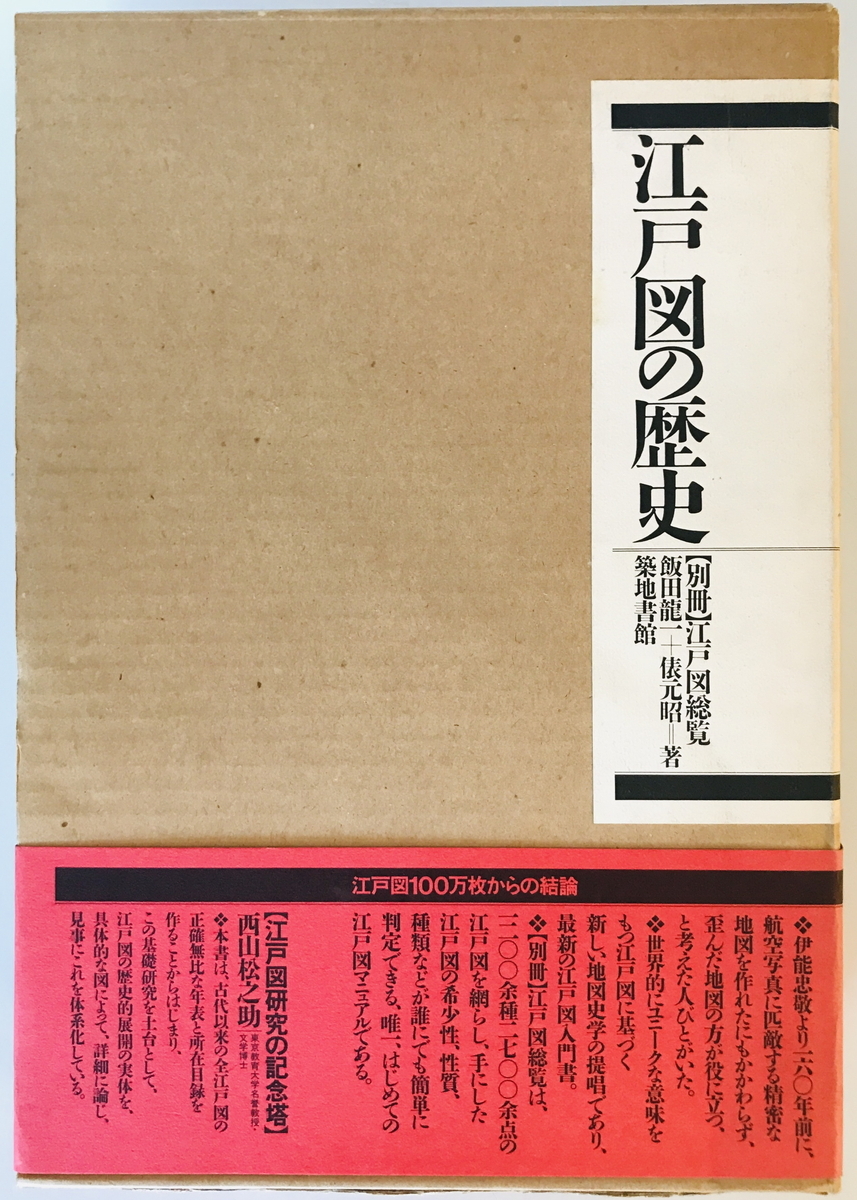 江戸図の歴史
【別冊】江戸図総覧
飯田龍一＋俵元昭＝著
築地書館
江戸図100万枚からの結論
❖伊能忠敬より一六〇年前に、
航空写真に匹敵する精密な
地図を作れたにもかかわらず、
歪んだ地図の方が役に立つ、
と考えた人びとがいた。
❖世界的にユニークな意味を
もつ江戸図に基づく
新しい地図史学の提唱であり、
最新の江戸図入門書。
❖【別冊】江戸図総覧は、
一二〇〇余種二七〇〇余点の
江戸図を網らし、手にした
江戸図の希少性、性質、
種類などが誰にでも簡単に
判定できる、唯一、はじめての
江戸図マニュアルである。
【江戸図研究の記念塔】
西山松之助
東京教育大学名誉教授・
文学博士
❖本書は、古代以来の全江戸図の
正確無比な年表と所在目録を
作ることからはじまり、
この基礎研究を土台として、
江戸図の歴史的展開の実体を、
具体的な図によって、詳細に論じ、
見事にこれを体系化している。